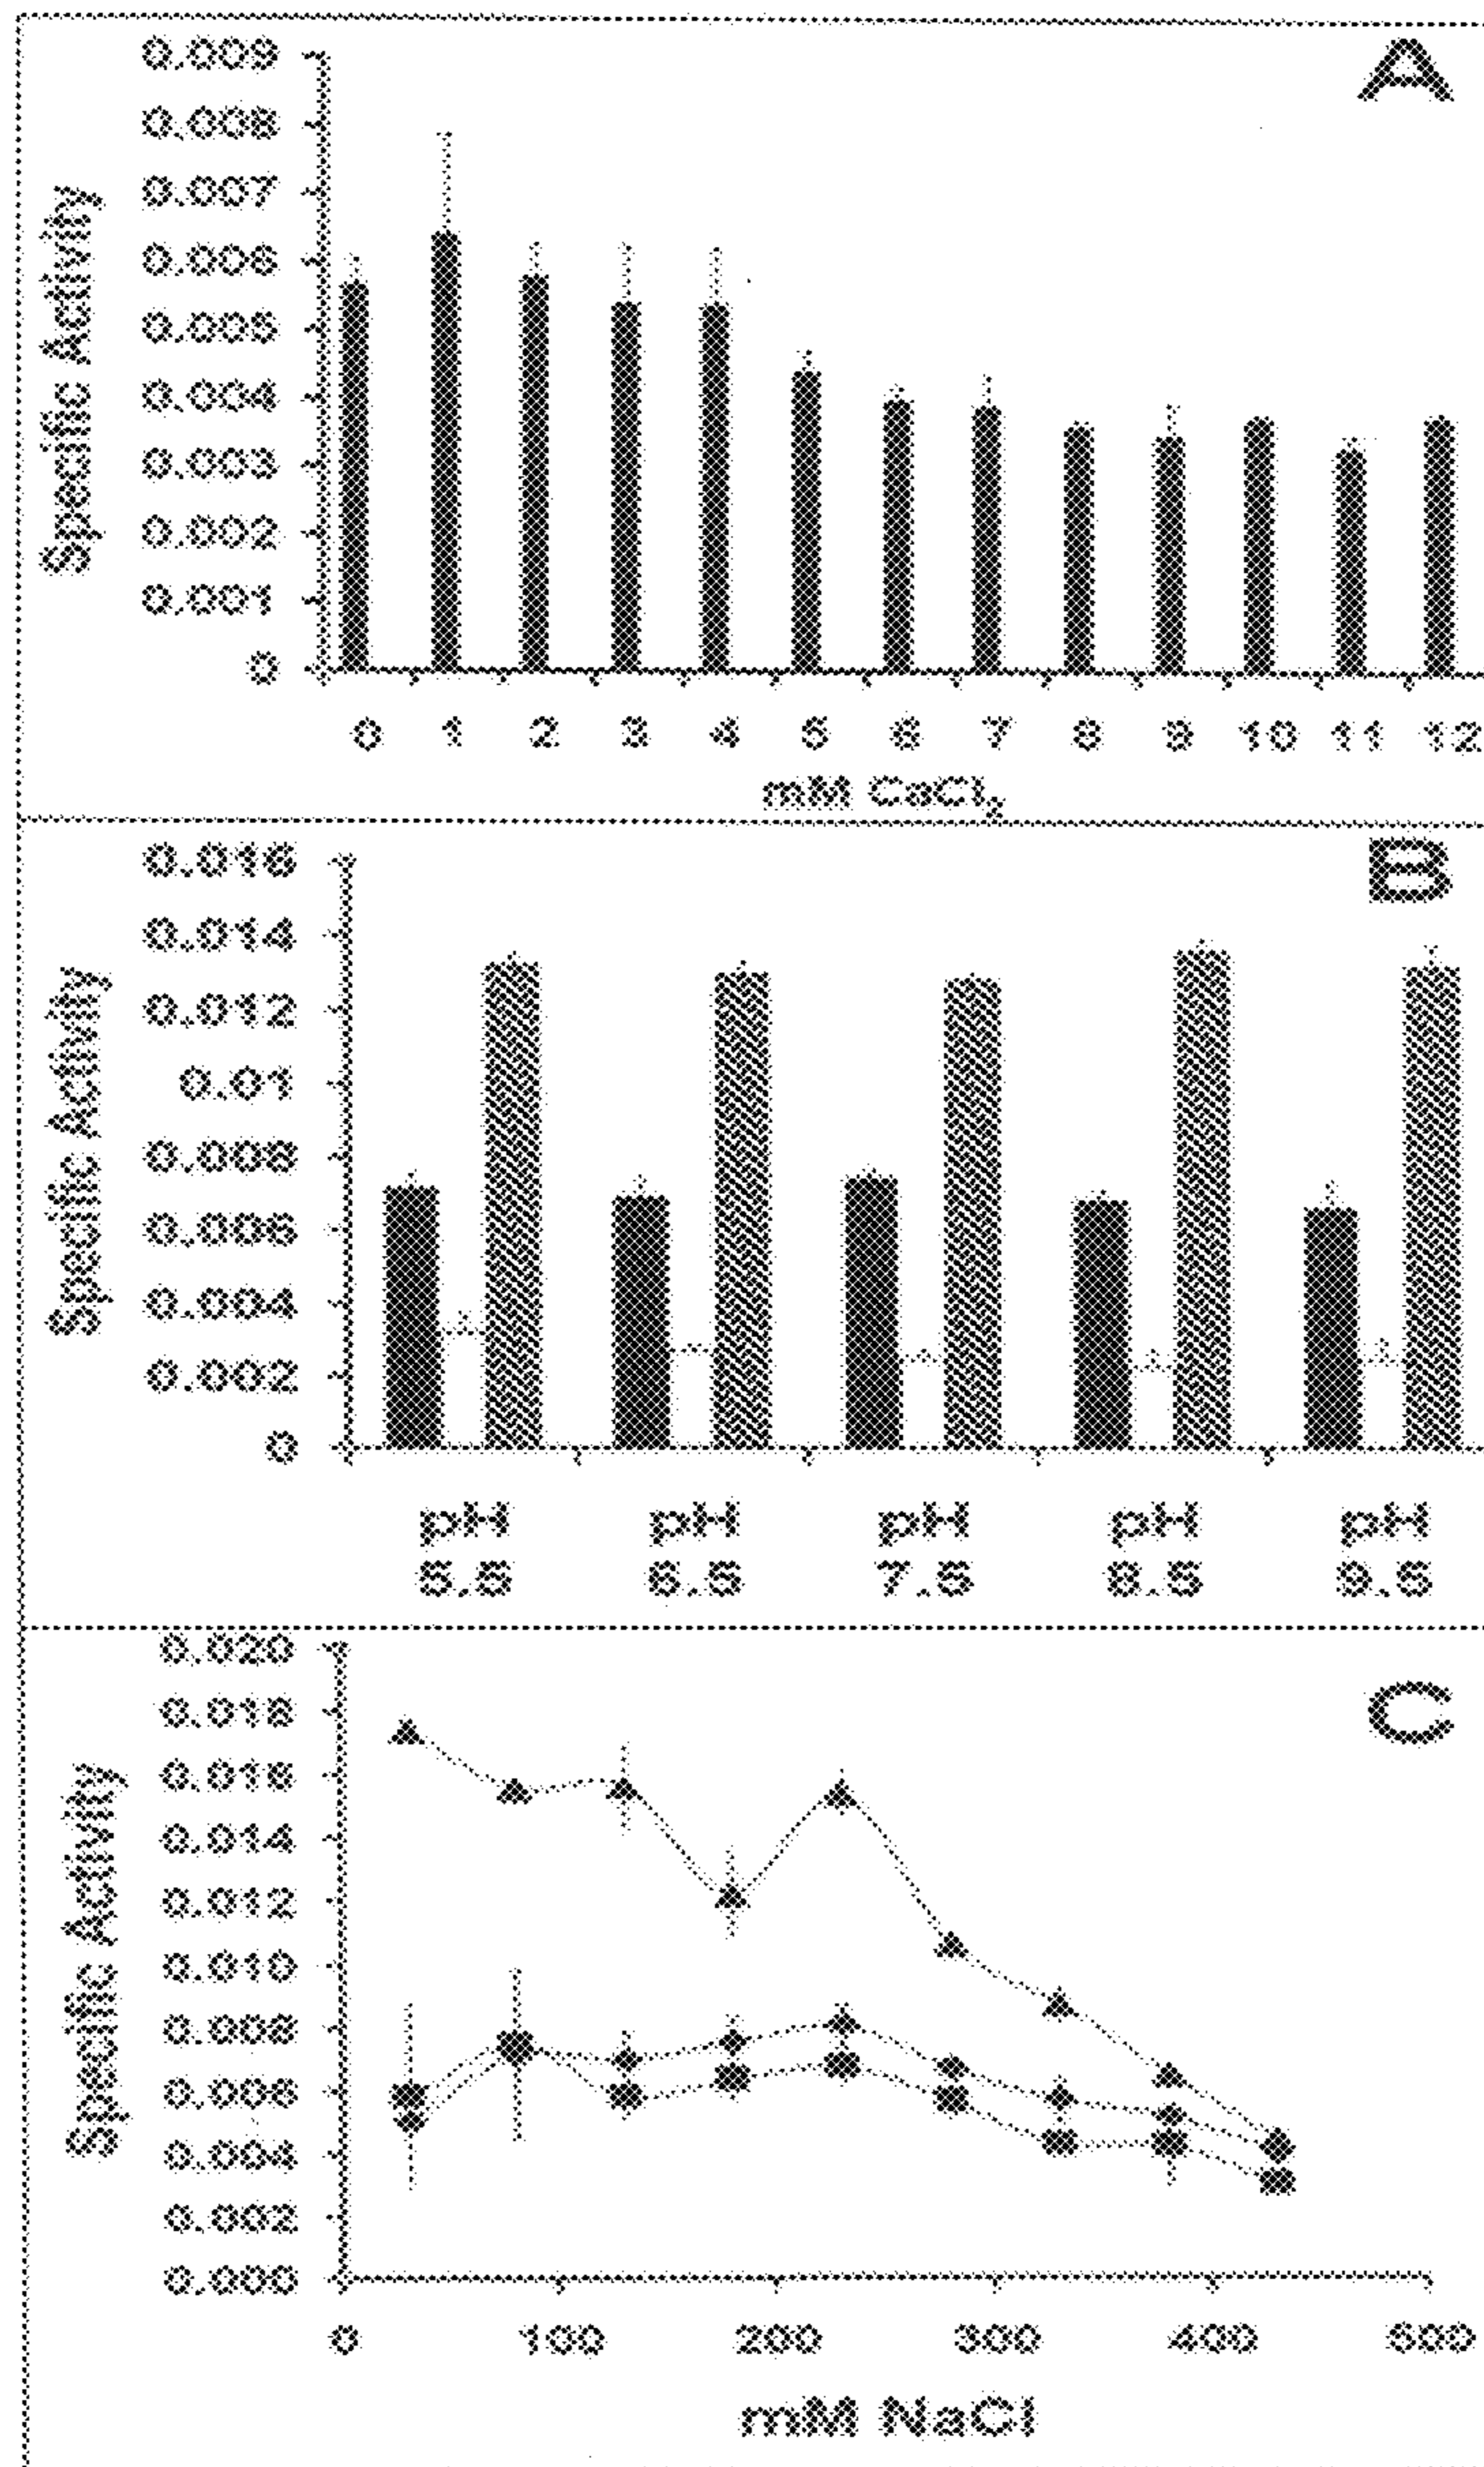 A
0.009
0.008
0.007
0.006
0.005
0.004
0.003
0.002
0.001
0
Specific Activity
0 1 2 3 4 5 6 7 8 9 10 11 12
mM CaCl₂
B
0.016
0.014
0.012
0.01
0.008
0.006
0.004
0.002
0
Specific Activity
pH pH pH pH pH
5.5 6.5 7.5 8.5 9.5
C
0.020
0.018
0.016
0.014
0.012
0.010
0.008
0.006
0.004
0.002
0.000
Specific Activity
0 100 200 300 400 500
mM NaCl